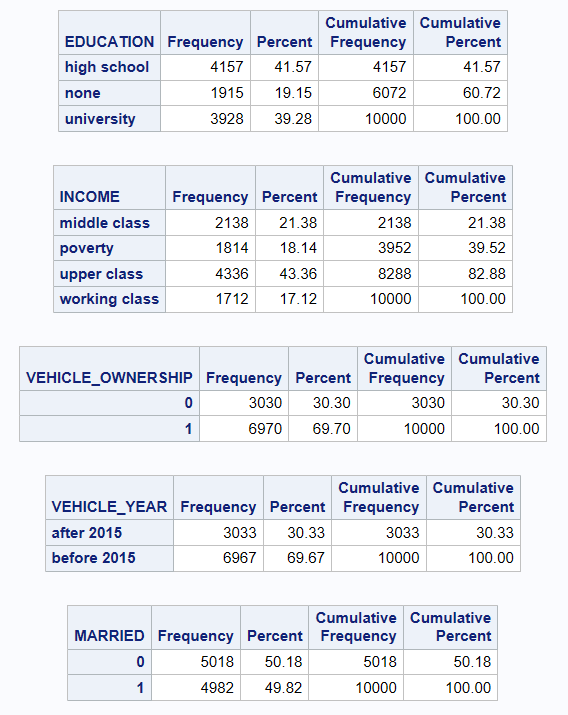 Cumulative Cumulative
EDUCATION Frequency Percent Frequency Percent
high school 4157 41.57 4157 41.57
none 1915 19.15 6072 60.72
university 3928 39.28 10000 100.00
Cumulative Cumulative
INCOME Frequency Percent Frequency Percent
middle class 2138 21.38 2138 21.38
poverty 1814 18.14 3952 39.52
upper class 4336 43.36 8288 82.88
working class 1712 17.12 10000 100.00
Cumulative Cumulative
VEHICLE_OWNERSHIP Frequency Percent Frequency Percent
0 3030 30.30 3030 30.30
1 6970 69.70 10000 100.00
Cumulative Cumulative
VEHICLE_YEAR Frequency Percent Frequency Percent
after 2015 3033 30.33 3033 30.33
before 2015 6967 69.67 10000 100.00
Cumulative Cumulative
MARRIED Frequency Percent Frequency Percent
0 5018 50.18 5018 50.18
1 4982 49.82 10000 100.00